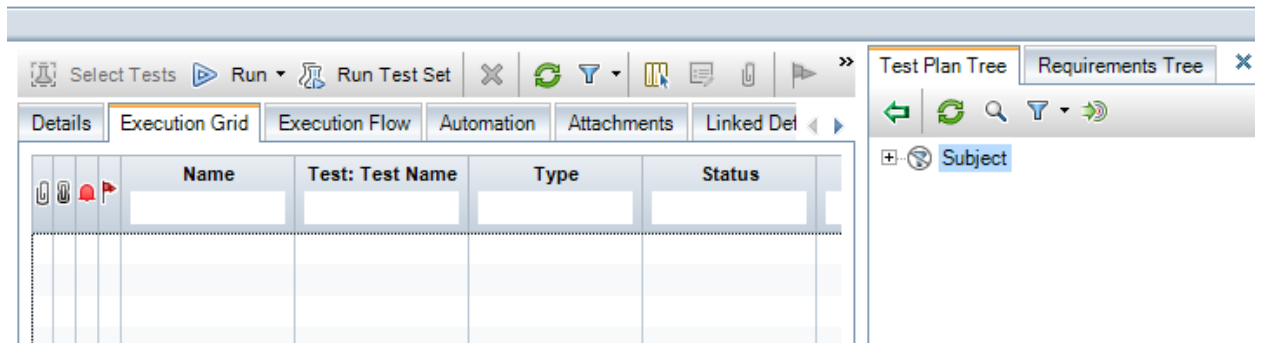 Select Tests Run Run Test Set »
Details Execution Grid Execution Flow Automation Attachments Linked Def
Name Test: Test Name Type Status
Test Plan Tree Requirements Tree
Subject